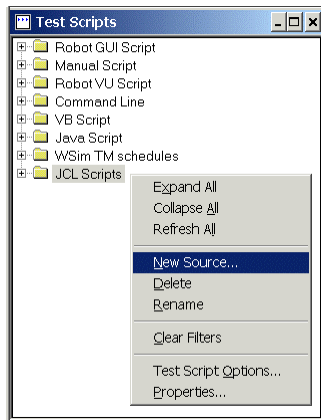 Test Scripts
Robot GUI Script
Manual Script
Robot VU Script
Command Line
VB Script
Java Script
WSim TM schedules
JCL Scripts
Expand All
Collapse All
Refresh All
New Source...
Delete
Rename
Clear Filters
Test Script Options...
Properties...